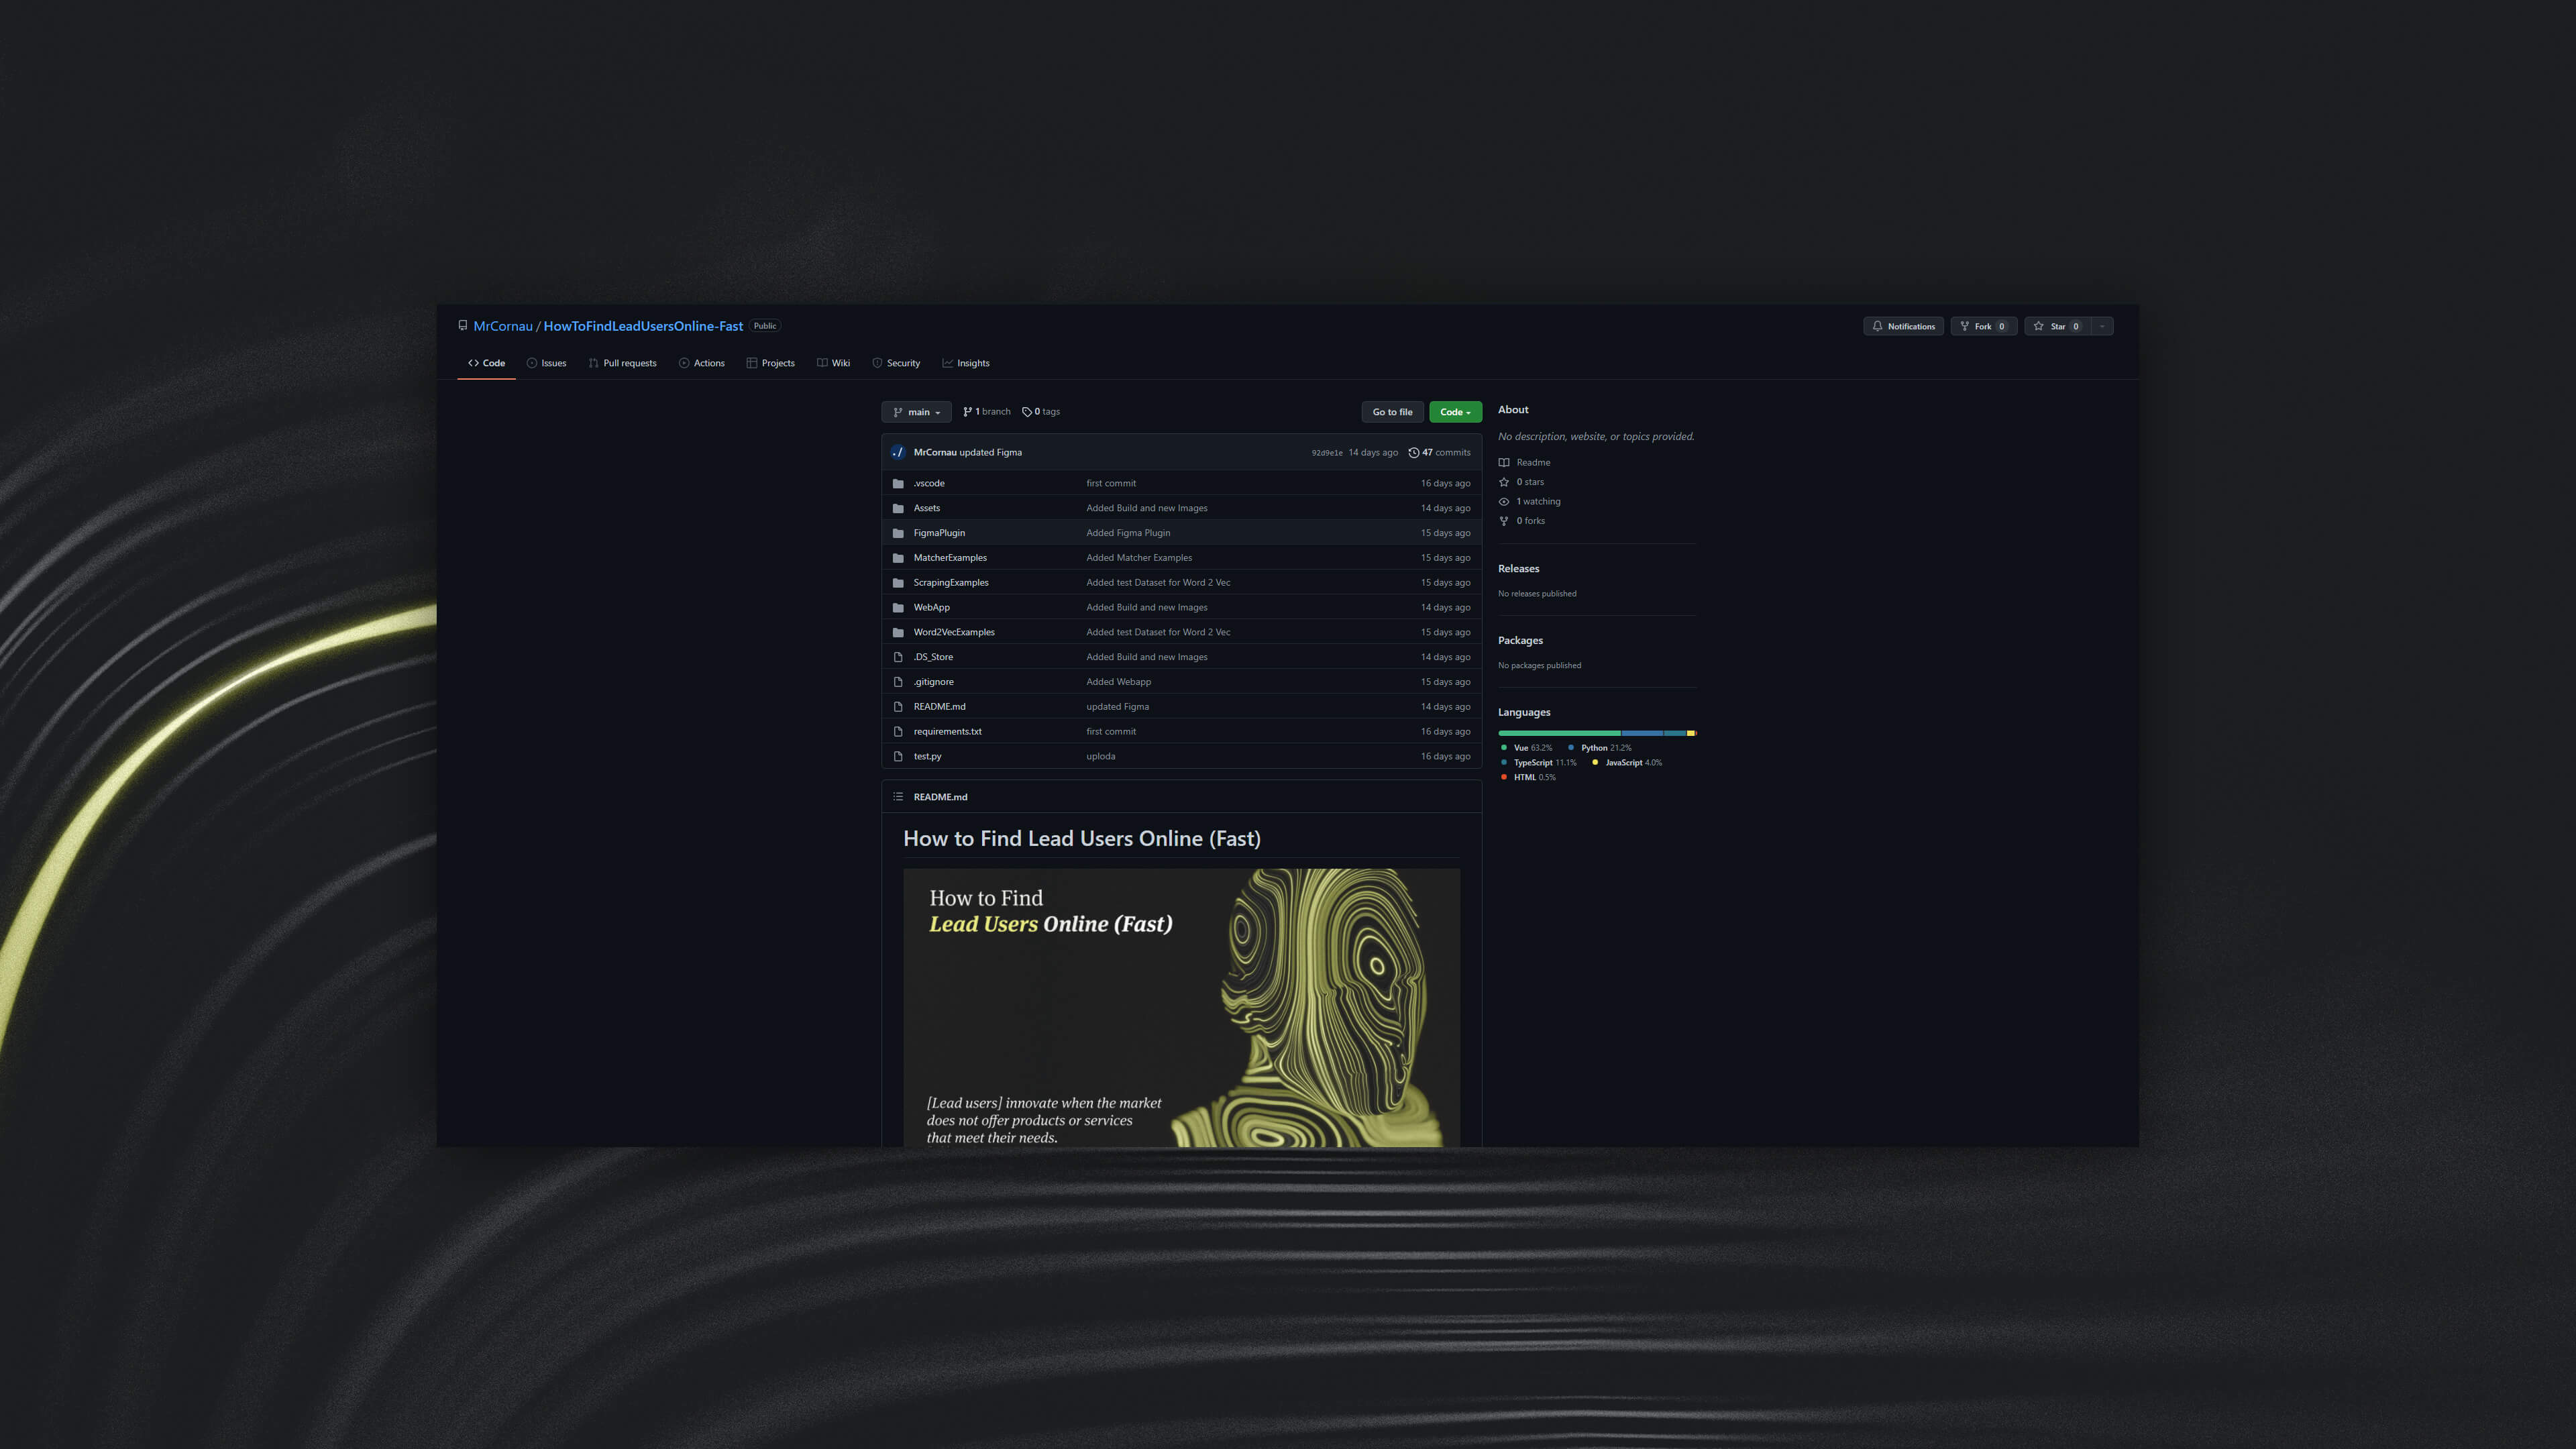 MrCornau / HowToFindLeadUsersOnline-Fast Public
Notifications Fork 0 Star 0
Code Issues Pull requests Actions Projects Wiki Security Insights
main 1 branch 0 tags Go to file Code
MrCornau updated Figma 92d9e1e 14 days ago 47 commits
.vscode first commit 16 days ago
Assets Added Build and new Images 14 days ago
FigmaPlugin Added Figma Plugin 15 days ago
MatcherExamples Added Matcher Examples 15 days ago
ScrapingExamples Added test Dataset for Word 2 Vec 15 days ago
WebApp Added Build and new Images 14 days ago
Word2VecExamples Added test Dataset for Word 2 Vec 15 days ago
.DS_Store Added Build and new Images 14 days ago
.gitignore Added Webapp 15 days ago
README.md updated Figma 14 days ago
requirements.txt first commit 16 days ago
test.py uploda 16 days ago
README.md
How to Find Lead Users Online (Fast)
How to Find
Lead Users Online (Fast)
[Lead users] innovate when the market
does not offer products or services
that meet their needs.
About
No description, website, or topics provided.
Readme
0 stars
1 watching
0 forks
Releases
No releases published
Packages
No packages published
Languages
Vue 63.2% Python 21.2%
TypeScript 11.1% JavaScript 4.0%
HTML 0.5%